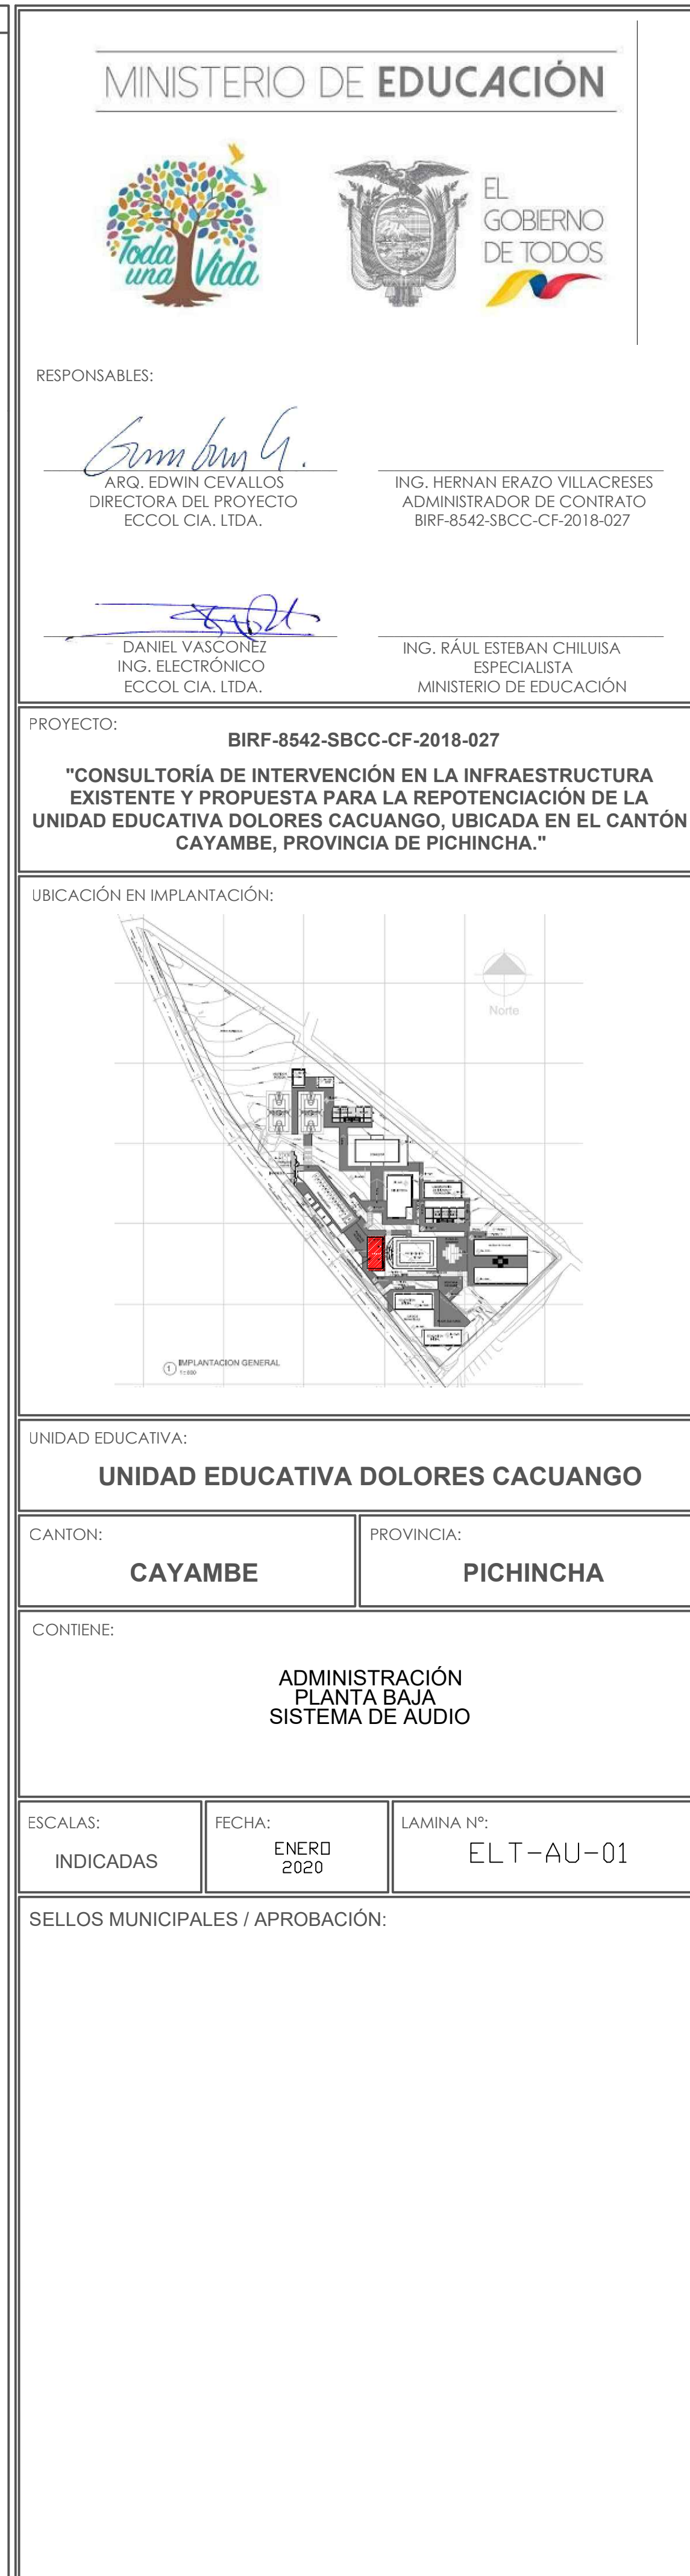 MINISTERIO DE EDUCACIÓN
Toda
una Vida
EL
GOBIERNO
DE TODOS
RESPONSABLES:
ARQ. EDWIN CEVALLOS
DIRECTORA DEL PROYECTO
ECCOL CIA. LTDA.
ING. HERNAN ERAZO VILLACRESES
ADMINISTRADOR DE CONTRATO
BIRF-8542-SBCC-CF-2018-027
DANIEL VASCONEZ
ING. ELECTRÓNICO
ECCOL CIA. LTDA.
ING. RÁUL ESTEBAN CHILUISA
ESPECIALISTA
MINISTERIO DE EDUCACIÓN
PROYECTO:
BIRF-8542-SBCC-CF-2018-027
"CONSULTORÍA DE INTERVENCIÓN EN LA INFRAESTRUCTURA
EXISTENTE Y PROPUESTA PARA LA REPOTENCIACIÓN DE LA
UNIDAD EDUCATIVA DOLORES CACUANGO, UBICADA EN EL CANTÓN
CAYAMBE, PROVINCIA DE PICHINCHA."
UBICACIÓN EN IMPLANTACIÓN:
Norte
1 IMPLANTACION GENERAL
UNIDAD EDUCATIVA:
UNIDAD EDUCATIVA DOLORES CACUANGO
CANTON:
CAYAMBE
PROVINCIA:
PICHINCHA
CONTIENE:
ADMINISTRACIÓN
PLANTA BAJA
SISTEMA DE AUDIO
ESCALAS:
INDICADAS
FECHA:
ENERO
2020
LAMINA Nº:
ELT-AU-01
SELLOS MUNICIPALES / APROBACIÓN: